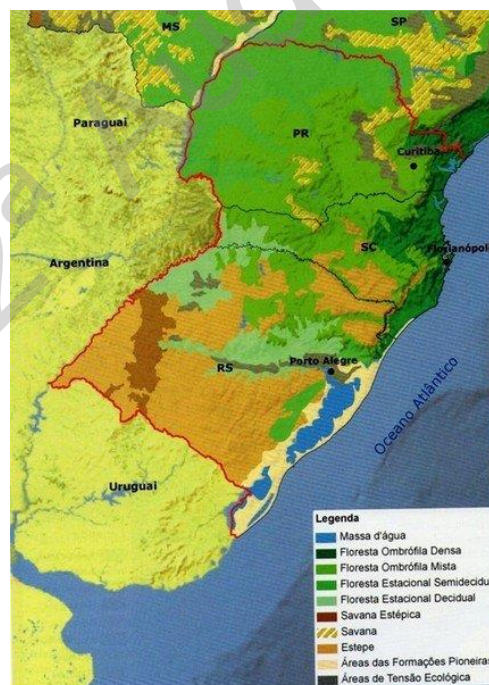 MS
SP
Paraguai
PR
Curitiba
Argentina
SC
Florianópol
RS
Porto Alegre
Oceano Atlântico
Uruguai
Legenda
Massa d'água
Floresta Ombrófila Densa
Floresta Ombrófila Mista
Floresta Estacional Semidecidu
Floresta Estacional Decidual
Savana Estépica
Savana
Estepe
Áreas das Formações Pioneiras
Áreas de Tensão Ecológica